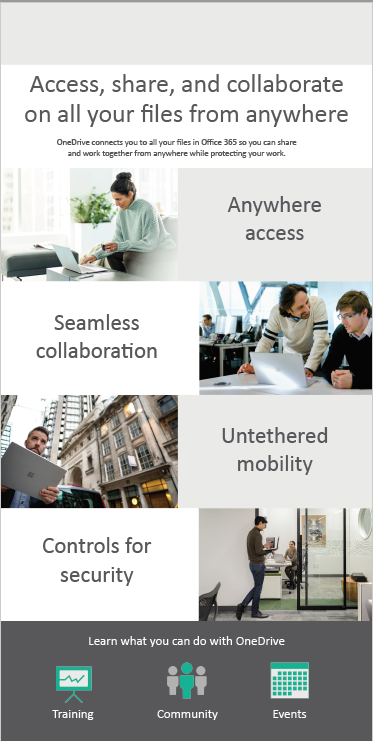 Access, share, and collaborate
on all your files from anywhere
OneDrive connects you to all your files in Office 365 so you can share
and work together from anywhere while protecting your work.
Anywhere
access
Seamless
collaboration
Untethered
mobility
Controls for
security
Learn what you can do with OneDrive
Training
Community
Events